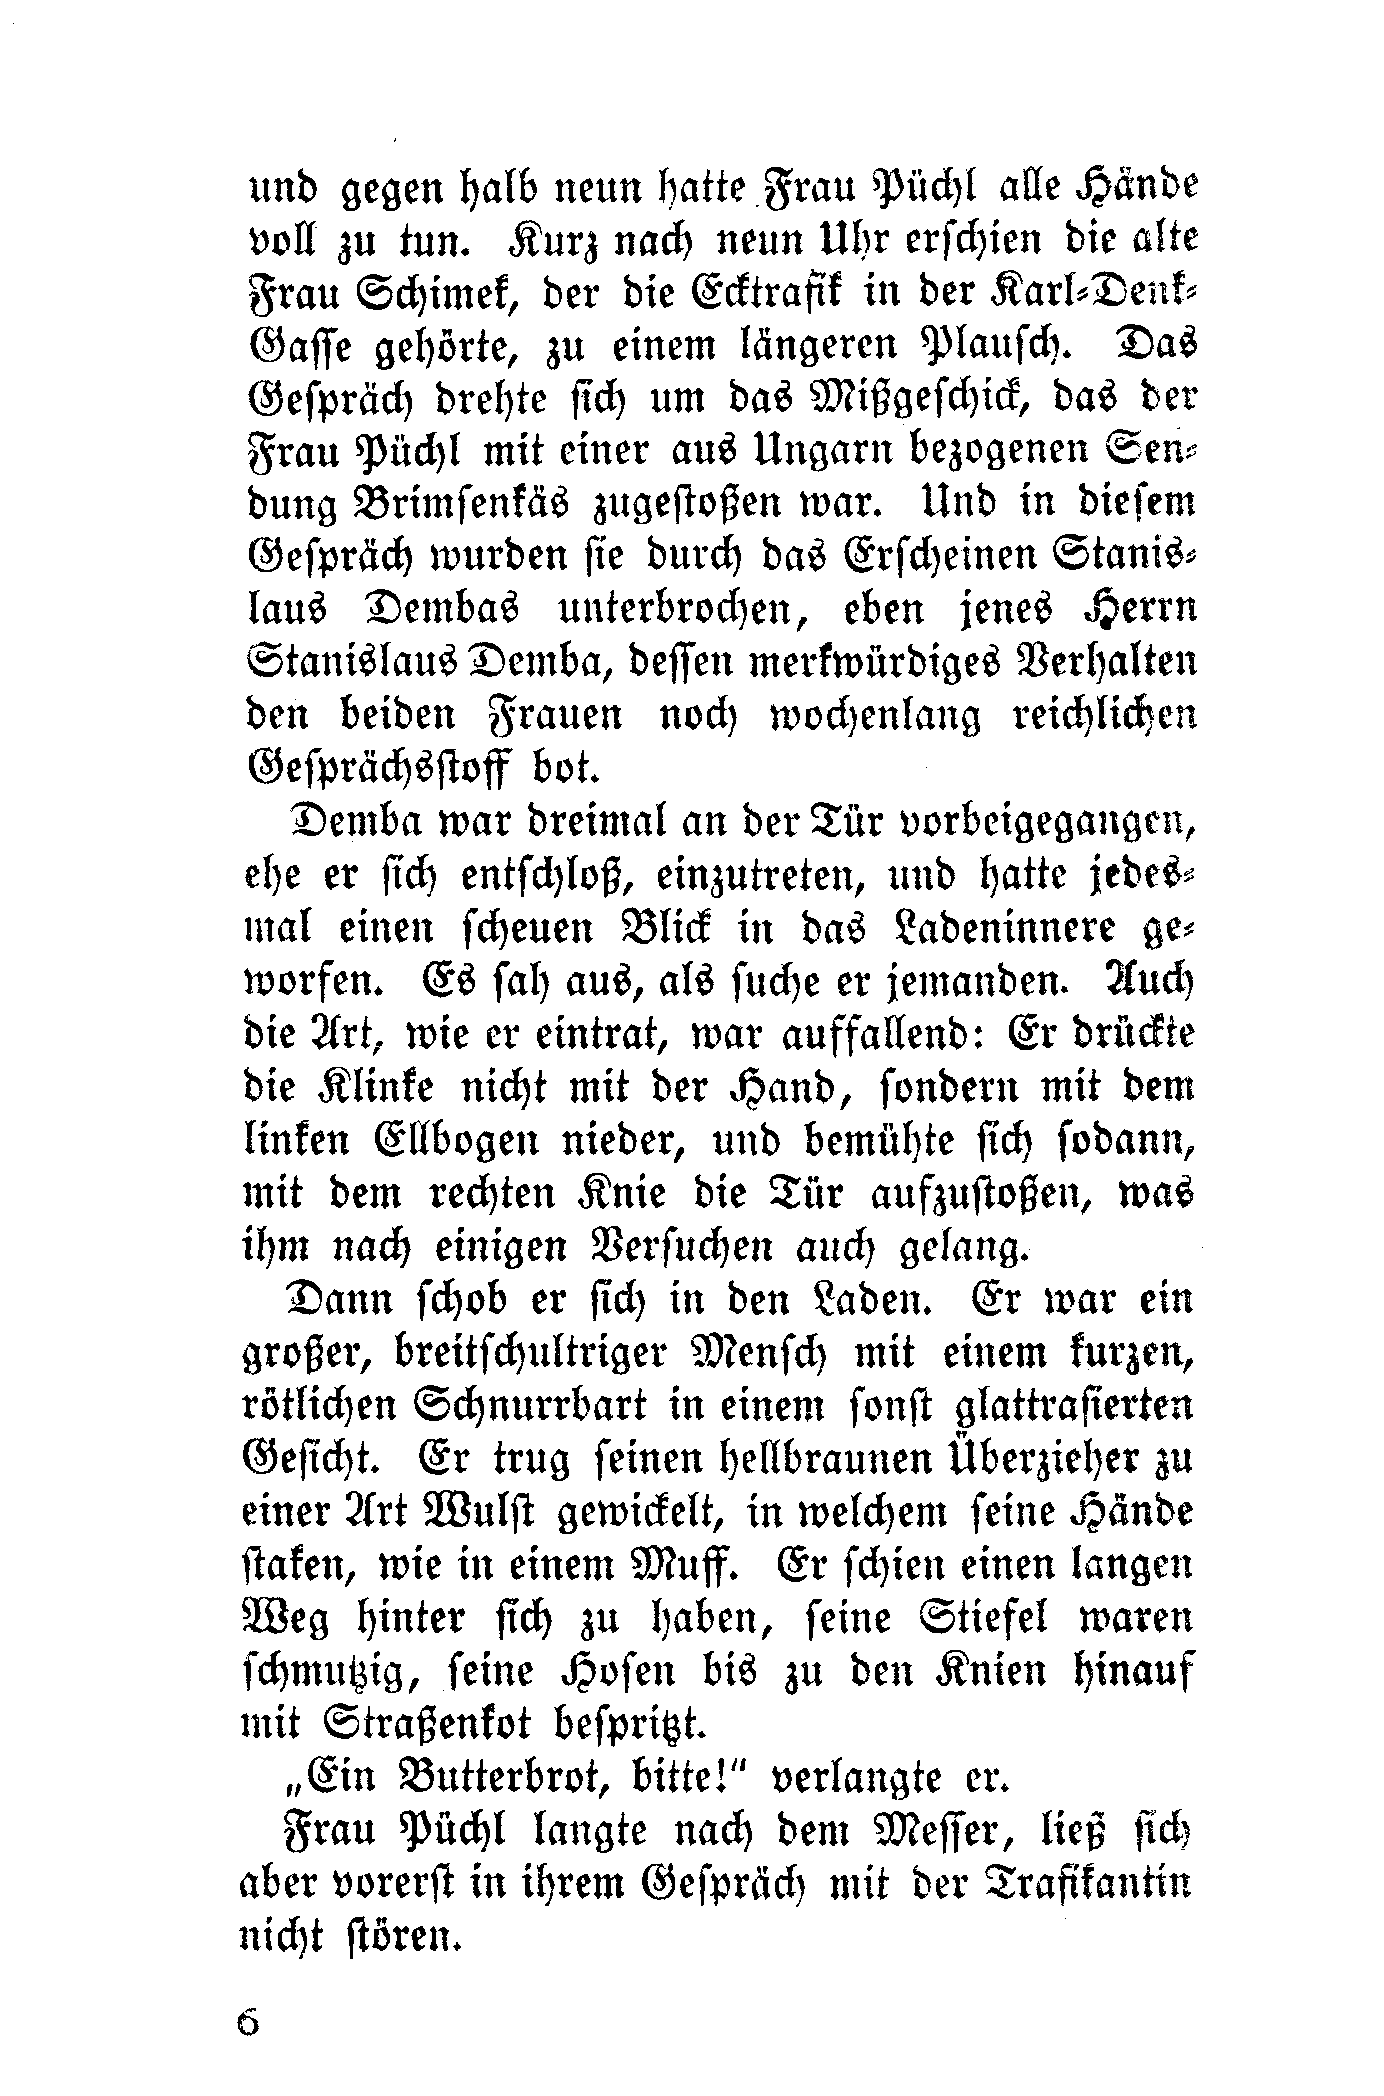 und gegen halb neun hatte Frau Püchl alle Hände
voll zu tun. Kurz nach neun Uhr erschien die alte
Frau Schimek, der die Ecktrafik in der Karl-Denk-
Gasse gehörte, zu einem längeren Plausch. Das
Gespräch drehte sich um das Mißgeschick, das der
Frau Püchl mit einer aus Ungarn bezogenen Sen-
dung Brimsenkäs zugestoßen war. Und in diesem
Gespräch wurden sie durch das Erscheinen Stanis-
laus Dembas unterbrochen, eben jenes Herrn
Stanislaus Demba, dessen merkwürdiges Verhalten
den beiden Frauen noch wochenlang reichlichen
Gesprächsstoff bot.
Demba war dreimal an der Tür vorbeigegangen,
ehe er sich entschloß, einzutreten, und hatte jedes-
mal einen scheuen Blick in das Ladeninnere ge-
worfen. Es sah aus, als suche er jemanden. Auch
die Art, wie er eintrat, war auffallend: Er drückte
die Klinke nicht mit der Hand, sondern mit dem
linken Ellbogen nieder, und bemühte sich sodann,
mit dem rechten Knie die Tür aufzustoßen, was
ihm nach einigen Versuchen auch gelang.
Dann schob er sich in den Laden. Er war ein
großer, breitschultriger Mensch mit einem kurzen,
rötlichen Schnurrbart in einem sonst glattrasierten
Gesicht. Er trug seinen hellbraunen Überzieher zu
einer Art Wulst gewickelt, in welchem seine Hände
staken, wie in einem Muff. Er schien einen langen
Weg hinter sich zu haben, seine Stiefel waren
schmutzig, seine Hosen bis zu den Knien hinauf
mit Straßenkot bespritzt.
„Ein Butterbrot, bitte!“ verlangte er.
Frau Püchl langte nach dem Messer, ließ sich
aber vorerst in ihrem Gespräch mit der Trafikantin
nicht stören.
6